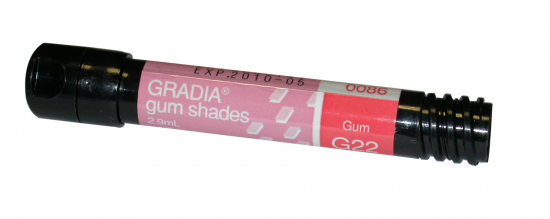 EXP.2010-05
0086
GRADIA®
gum shades
2.9mL
Gum
G22